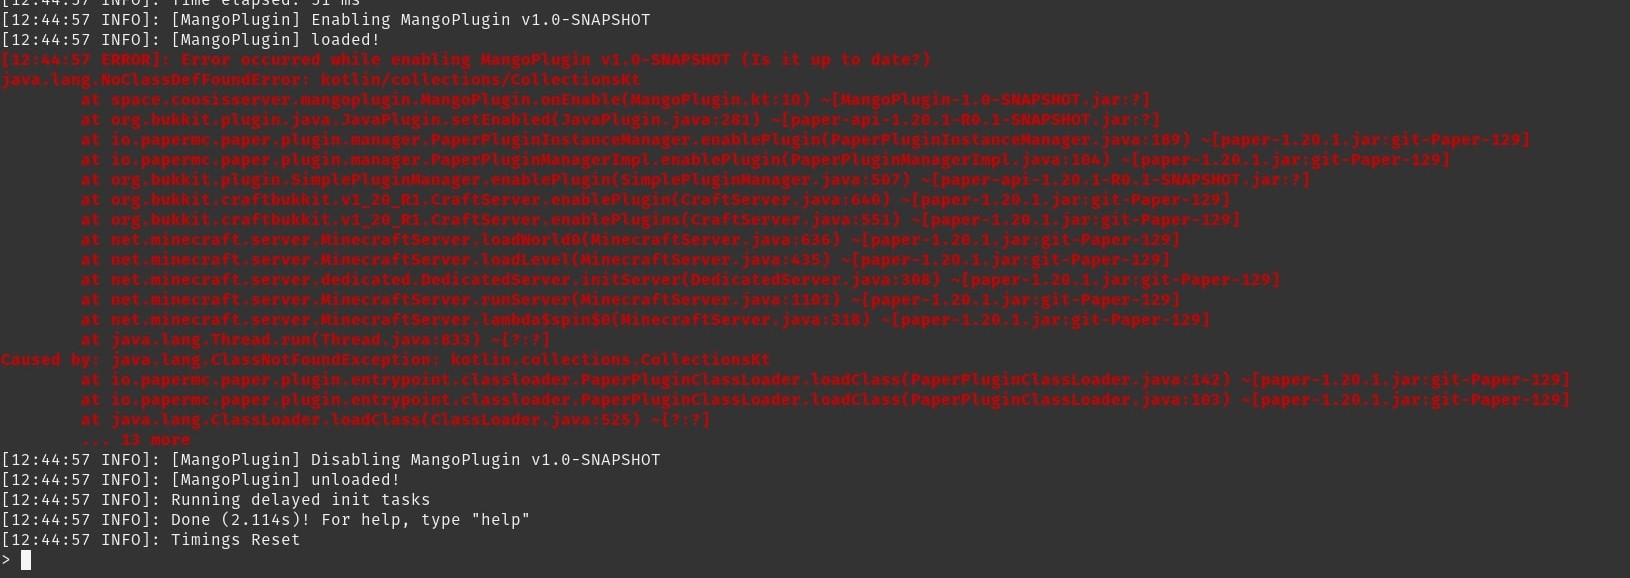 [12:44:57 INFO]: Time elapsed: 51 ms
[12:44:57 INFO]: [MangoPlugin] Enabling MangoPlugin v1.0-SNAPSHOT
[12:44:57 INFO]: [MangoPlugin] loaded!
[12:44:57 ERROR]: Error occurred while enabling MangoPlugin v1.0-SNAPSHOT (Is it up to date?)
java.lang.NoClassDefFoundError: kotlin/collections/CollectionsKt
        at space.coosisserver.mangoplugin.MangoPlugin.onEnable(MangoPlugin.kt:10) ~[MangoPlugin-1.0-SNAPSHOT.jar:?]
        at org.bukkit.plugin.java.JavaPlugin.setEnabled(JavaPlugin.java:281) ~[paper-api-1.20.1-R0.1-SNAPSHOT.jar:?]
        at io.papermc.paper.plugin.manager.PaperPluginInstanceManager.enablePlugin(PaperPluginInstanceManager.java:189) ~[paper-1.20.1.jar:git-Paper-129]
        at io.papermc.paper.plugin.manager.PaperPluginManagerImpl.enablePlugin(PaperPluginManagerImpl.java:104) ~[paper-1.20.1.jar:git-Paper-129]
        at org.bukkit.plugin.SimplePluginManager.enablePlugin(SimplePluginManager.java:507) ~[paper-api-1.20.1-R0.1-SNAPSHOT.jar:?]
        at org.bukkit.craftbukkit.v1_20_R1.CraftServer.enablePlugin(CraftServer.java:640) ~[paper-1.20.1.jar:git-Paper-129]
        at org.bukkit.craftbukkit.v1_20_R1.CraftServer.enablePlugins(CraftServer.java:551) ~[paper-1.20.1.jar:git-Paper-129]
        at net.minecraft.server.MinecraftServer.loadWorld0(MinecraftServer.java:636) ~[paper-1.20.1.jar:git-Paper-129]
        at net.minecraft.server.MinecraftServer.loadLevel(MinecraftServer.java:435) ~[paper-1.20.1.jar:git-Paper-129]
        at net.minecraft.server.dedicated.DedicatedServer.initServer(DedicatedServer.java:308) ~[paper-1.20.1.jar:git-Paper-129]
        at net.minecraft.server.MinecraftServer.runServer(MinecraftServer.java:1101) ~[paper-1.20.1.jar:git-Paper-129]
        at net.minecraft.server.MinecraftServer.lambda$spin$0(MinecraftServer.java:318) ~[paper-1.20.1.jar:git-Paper-129]
        at java.lang.Thread.run(Thread.java:833) ~[?:?]
Caused by: java.lang.ClassNotFoundException: kotlin.collections.CollectionsKt
        at io.papermc.paper.plugin.entrypoint.classloader.PaperPluginClassLoader.loadClass(PaperPluginClassLoader.java:142) ~[paper-1.20.1.jar:git-Paper-129]
        at io.papermc.paper.plugin.entrypoint.classloader.PaperPluginClassLoader.loadClass(PaperPluginClassLoader.java:103) ~[paper-1.20.1.jar:git-Paper-129]
        at java.lang.ClassLoader.loadClass(ClassLoader.java:525) ~[?:?]
        ... 13 more
[12:44:57 INFO]: [MangoPlugin] Disabling MangoPlugin v1.0-SNAPSHOT
[12:44:57 INFO]: [MangoPlugin] unloaded!
[12:44:57 INFO]: Running delayed init tasks
[12:44:57 INFO]: Done (2.114s)! For help, type "help"
[12:44:57 INFO]: Timings Reset
>